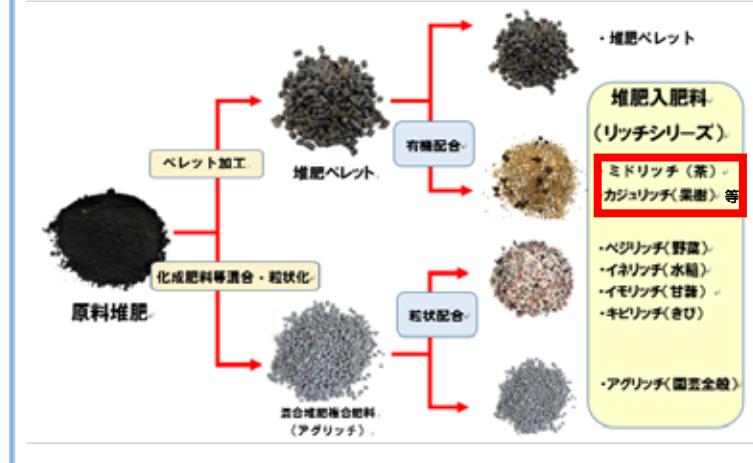 ・堆肥ペレット
堆肥入肥料
(リッチシリーズ)
・ミドリッチ（茶）
・カジュリッチ(果樹) 等
有機配合
ペレット加工
堆肥ペレット
・ベジリッチ(野菜)
・イネリッチ(水稲)
・イモリッチ(甘藷)
・キビリッチ(きび)
化成肥料等混合・粒状化
原料堆肥
粒状配合
・アグリッチ(園芸全般)
混合堆肥複合肥料
（アグリッチ）